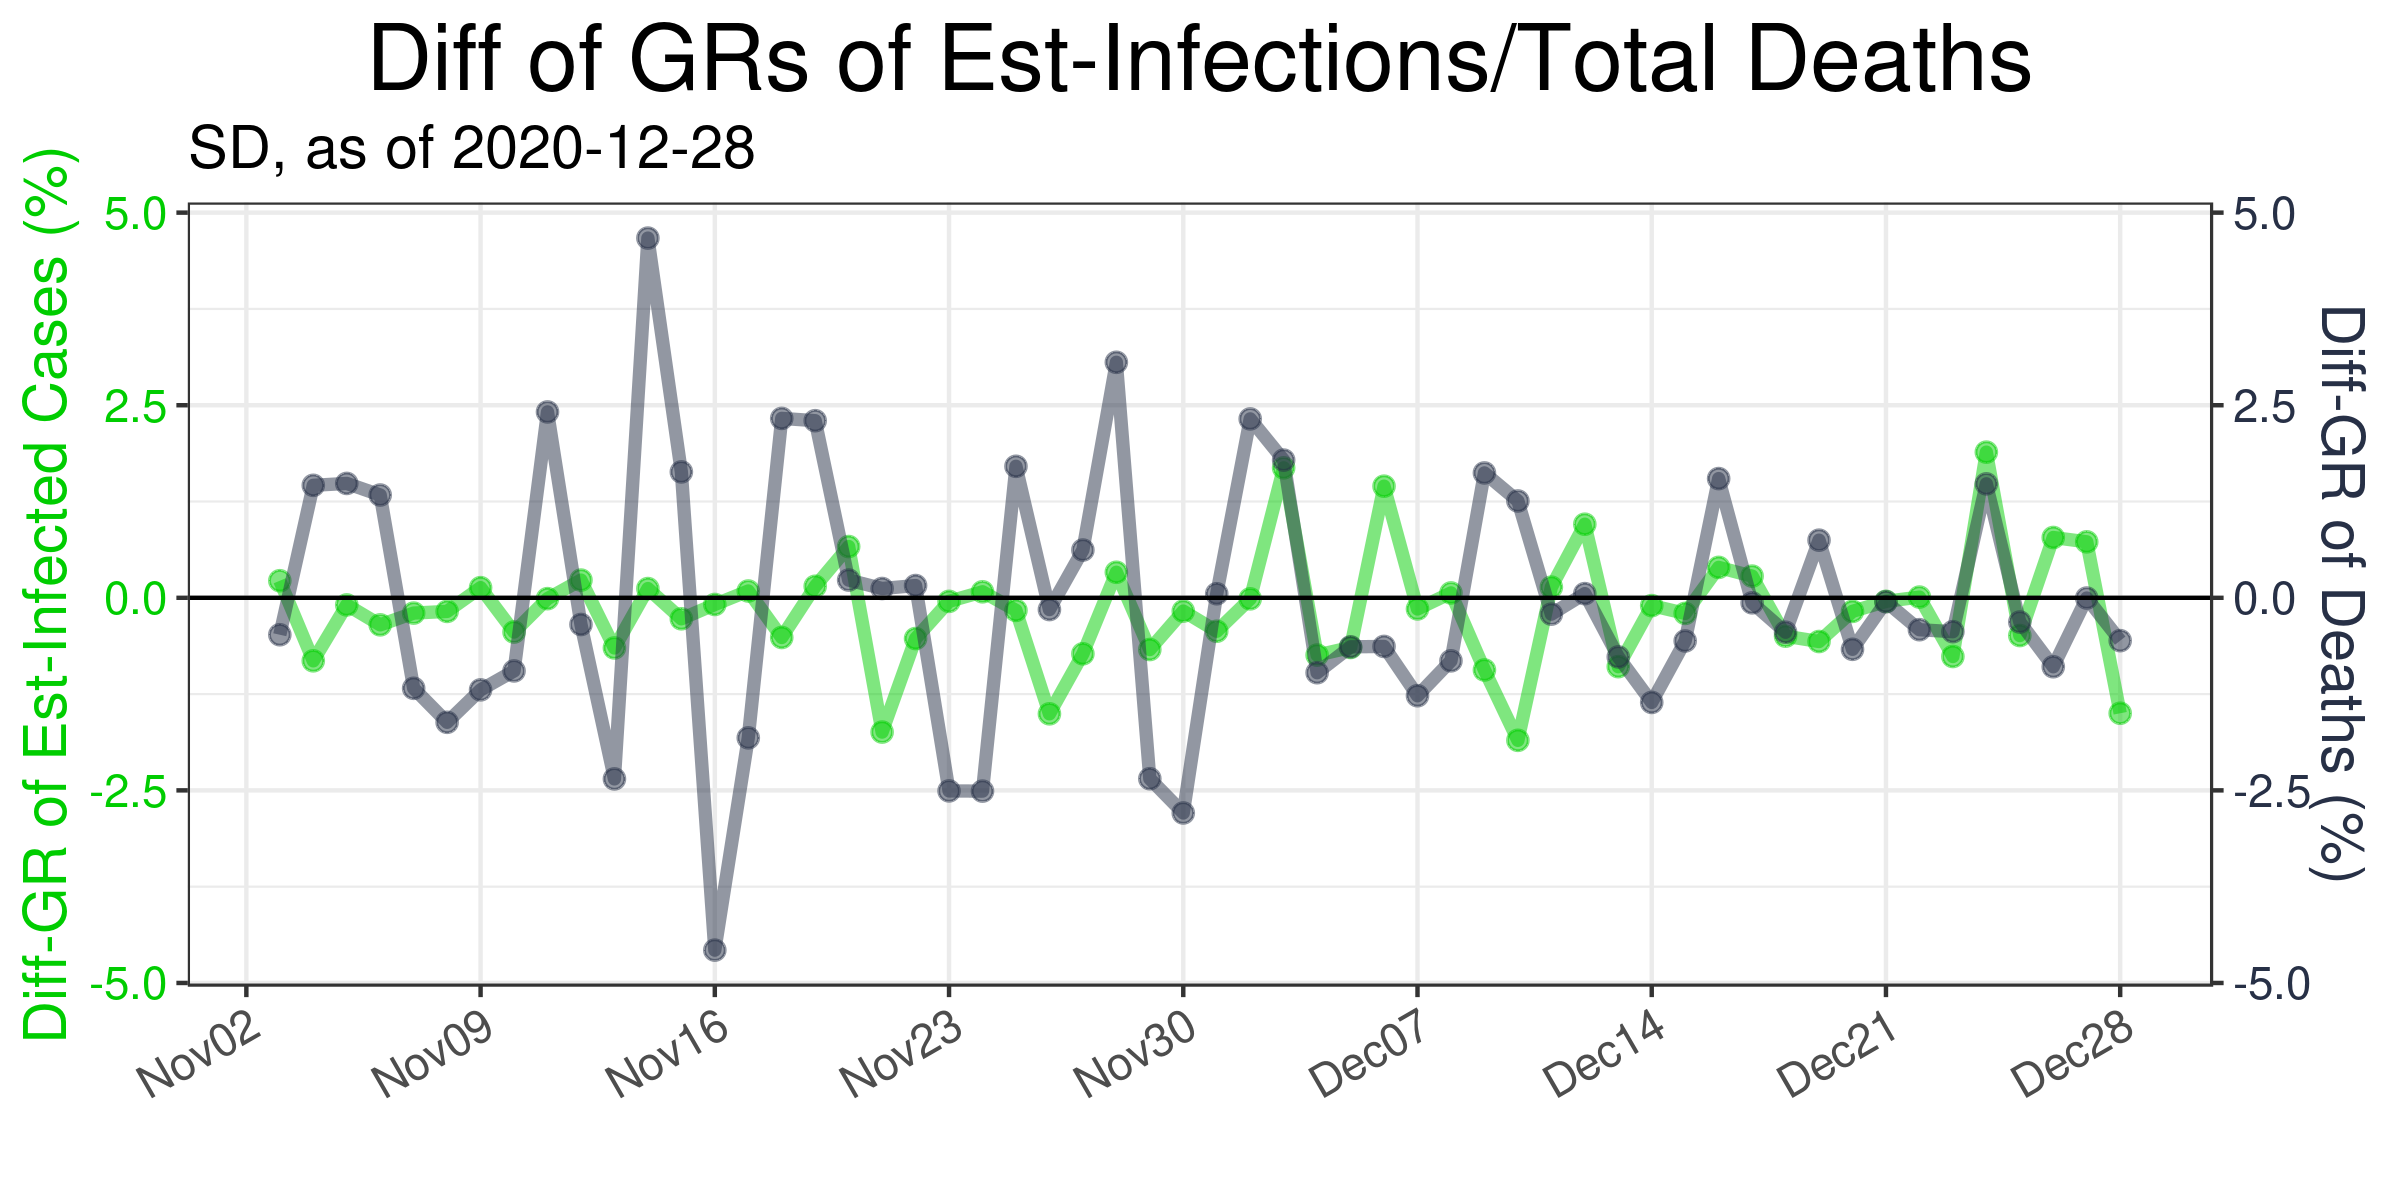 Diff of GRs of Est-Infections/Total Deaths
SD, as of 2020-12-28
Diff-GR of Est-Infected Cases (%)
5.0
2.5
0.0
-2.5
-5.0
5.0
2.5
0.0
-2.5
-5.0
Diff-GR of Deaths (%)
Nov02
Nov09
Nov16
Nov23
Nov30
Dec07
Dec14
Dec21
Dec28